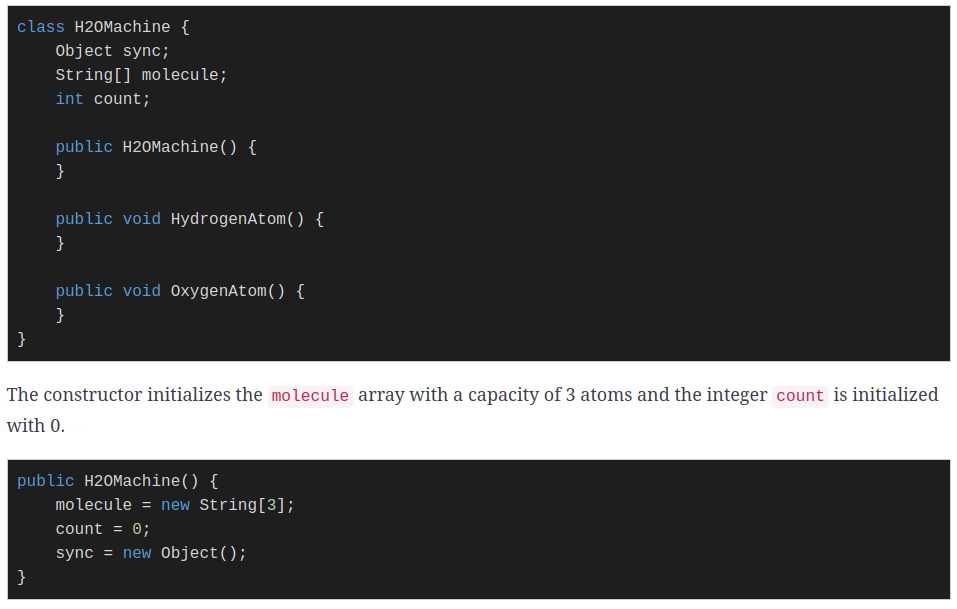 class H2OMachine {
    Object sync;
    String[] molecule;
    int count;

    public H2OMachine() {
    }

    public void HydrogenAtom() {
    }

    public void OxygenAtom() {
    }
}
The constructor initializes the molecule array with a capacity of 3 atoms and the integer count is initialized
with 0.
public H2OMachine() {
    molecule = new String[3];
    count = 0;
    sync = new Object();
}